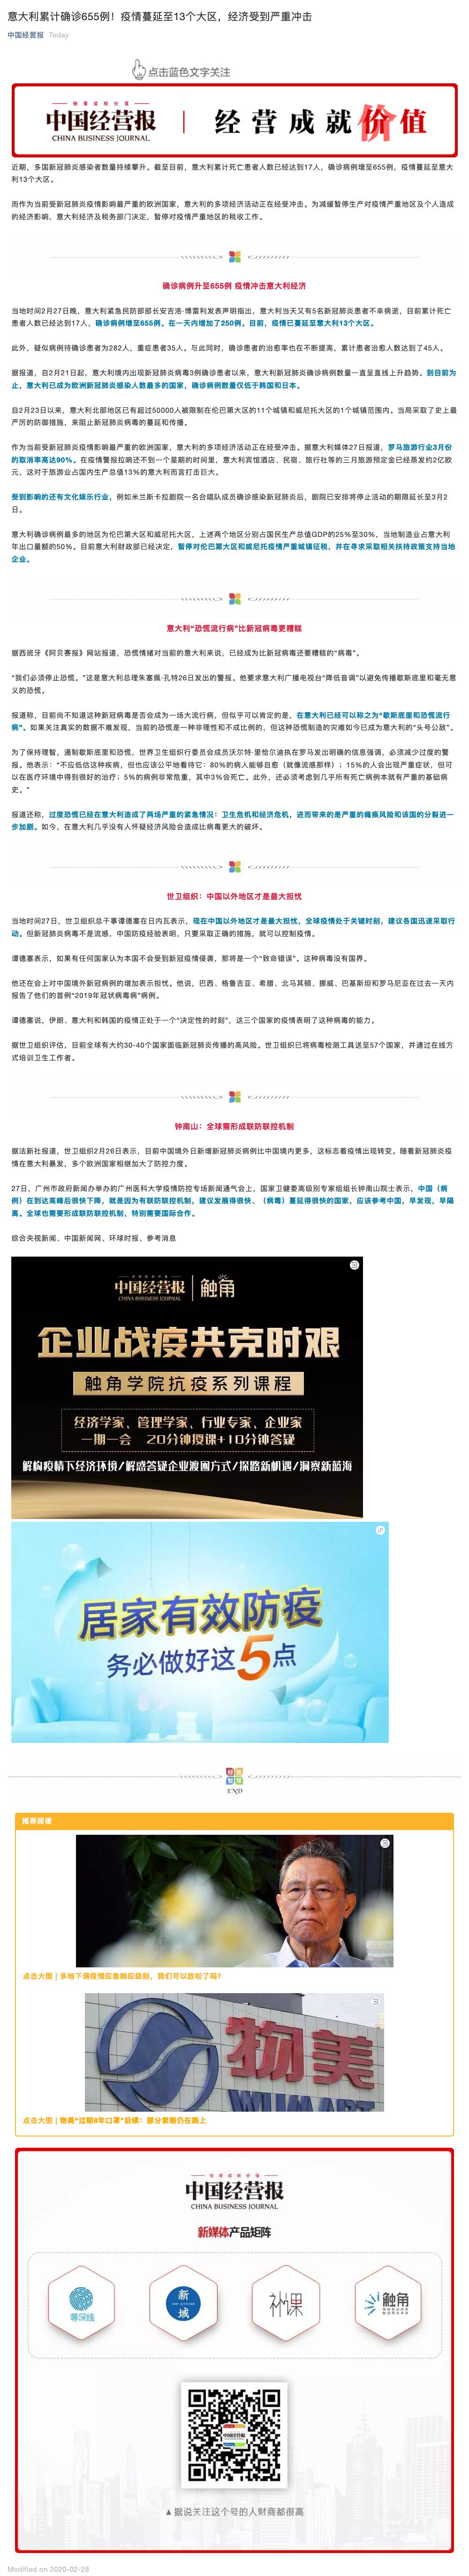 意大利累计确诊655例！疫情蔓延至13个大区，经济受到严重冲击
中国经营报 Today
点击蓝色文字关注
经营成就价值
中国经营报
CHINA BUSINESS JOURNAL
经营成就价值
近期，多国新冠肺炎感染者数量持续攀升。截至目前，意大利累计死亡患者人数已经达到17人，确诊病例增至655例，疫情蔓延至意大
利13个大区。
而作为当前受新冠肺炎疫情影响最严重的欧洲国家，意大利的多项经济活动正在经受冲击。为减缓暂停生产对疫情严重地区及个人造成
的经济影响，意大利经济及税务部门决定，暂停对疫情严重地区的税收工作。
确诊病例升至655例 疫情冲击意大利经济
当地时间2月27日晚，意大利紧急民防部部长安吉洛·博雷利发表声明指出，意大利当天又有5名新冠肺炎患者不幸病逝，目前累计死亡
患者人数已经达到17人，确诊病例增至655例。在一天内增加了250例。目前，疫情已蔓延至意大利13个大区。
此外，疑似病例待确诊患者为282人，重症患者35人。与此同时，确诊患者的治愈率也在不断提高，累计患者治愈人数达到了45人。
据报道，自2月21日起，意大利境内出现新冠肺炎病毒3例确诊患者以来，意大利新冠肺炎确诊病例数量一直呈直线上升趋势。到目前为
止，意大利已成为欧洲新冠肺炎感染人数最多的国家，确诊病例数量仅低于韩国和日本。
自2月23日以来，意大利北部地区已有超过50000人被限制在伦巴第大区的11个城镇和威尼托大区的1个城镇范围内。当局采取了史上最
严厉的防御措施，来阻止新冠肺炎病毒的蔓延和传播。
作为当前受新冠肺炎疫情影响最严重的欧洲国家，意大利的多项经济活动正在经受冲击。据意大利媒体27日报道，罗马旅游行业3月份
的取消率高达90%。在疫情警报拉响还不到一个星期的时间里，意大利宾馆酒店、民宿、旅行社等的三月旅游预定金已经蒸发约2亿欧
元，这对于旅游业占国内生产总值13%的意大利而言打击巨大。
受到影响的还有文化娱乐行业，例如米兰斯卡拉剧院一名合唱队成员确诊感染新冠肺炎后，剧院已安排将停止活动的期限延长至3月2
日。
意大利确诊病例最多的地区为伦巴第大区和威尼托大区，上述两个地区分别占国民生产总值GDP的25%至30%，当地制造业占意大利
年出口量额的50%。目前意大利财政部已经决定，暂停对伦巴第大区和威尼托疫情严重城镇征税，并在寻求采取相关扶持政策支持当地
企业。
意大利“恐慌流行病”比新冠病毒更糟糕
据西班牙《阿贝赛报》网站报道，恐慌情绪对当前的意大利来说，已经成为比新冠病毒还要糟糕的“病毒”。
“我们必须停止恐慌。”这是意大利总理朱塞佩·孔特26日发出的警报。他要求意大利广播电视台“降低音调”以避免传播歇斯底里和毫无意
义的恐慌。
报道称，目前尚不知道这种新冠病毒是否会成为一场大流行病，但似乎可以肯定的是，在意大利已经可以称之为“歇斯底里和恐慌流行
病”。如果关注真实的数据不难发现，当前的恐慌是一种非理性和不成比例的，但这种恐慌制造的灾难如今已成为意大利的“头号公敌”。
为了保持理智，遏制歇斯底里和恐慌，世界卫生组织行委员会成员沃尔特·里恰尔迪执在罗马发出明确的信息强调，必须减少过度的警
报。他表示：“不应低估这种疾病，但也应该公平地看待它：80%的病人能够自愈（就像流感那样）；15%的人会出现严重症状，但可
以在医疗环境中得到很好的治疗；5%的病例非常危重，其中3%会死亡。此外，还必须考虑到几乎所有死亡病例本就有严重的基础病
史。”
报道还称，过度恐慌已经在意大利造成了两场严重的紧急情况：卫生危机和经济危机，进而带来的是严重的瘫痪风险和该国的分裂进一
步加剧。如今，在意大利几乎没有人怀疑经济风险会造成比病毒更大的破坏。
世卫组织：中国以外地区才是最大担忧
当地时间27日，世卫组织总干事谭德塞在日内瓦表示，现在中国以外地区才是最大担忧，全球疫情处于关键时刻，建议各国迅速采取行
动。但新冠肺炎病毒不是流感，中国防疫经验表明，只要采取正确的措施，就可以控制疫情。
谭德塞表示，如果有任何国家认为本国不会受到新冠疫情侵袭，那将是一个“致命错误”。这种病毒没有国界。
他还在会上对中国境外新冠病例的增加表示担忧。他说，巴西、格鲁吉亚、希腊、北马其顿、挪威、巴基斯坦和罗马尼亚在过去一天内
报告了他们的首例“2019年冠状病毒病”病例。
谭德塞说，伊朗、意大利和韩国的疫情正处于一个“决定性的时刻”，这三个国家的疫情表明了这种病毒的能力。
据世卫组织评估，目前全球有大约30-40个国家面临新冠肺炎传播的高风险。世卫组织已将病毒检测工具送至57个国家，并通过在线方
式培训卫生工作者。
钟南山：全球需形成联防联控机制
据法新社报道，世卫组织2月26日表示，目前中国境外日新增新冠肺炎病例比中国境内更多，这标志着疫情出现转变。随着新冠肺炎疫
情在意大利暴发，多个欧洲国家相继加大了防控力度。
27日，广州市政府新闻办举办的广州医科大学疫情防控专场新闻通气会上，国家卫健委高级别专家组组长钟南山院士表示，中国（病
例）在到达高峰后很快下降，就是因为有联防联控机制，建议发展得很快、（病毒）蔓延得很快的国家，应该参考中国，早发现，早隔
离。全球也需要形成联防联控机制，特别需要国际合作。
综合央视新闻、中国新闻网、环球时报、参考消息
中国经营报
CHINA BUSINESS JOURNAL
触角
企业战疫共克时艰
触角学院抗疫系列课程
经济学家、管理学家、行业专家、企业家
一期一会 20分钟授课+10分钟答疑
解构疫情下经济环境/解惑答疑企业渡困方式/探路新机遇/洞察新蓝海
居家有效防疫
务必做好这5点
END
推荐阅读
点击大图 | 多地下调疫情应急响应级别，我们可以放松了吗?
物美
WUMART
点击大图 | 物美“过期9年口罩”后续：部分索赔仍在路上
经营成就价值
中国经营报
CHINA BUSINESS JOURNAL
新媒体产品矩阵
等深线
新域
补课
触角
中国经营报
▲据说关注这个号的人财商都很高
Modified on 2020-02-28